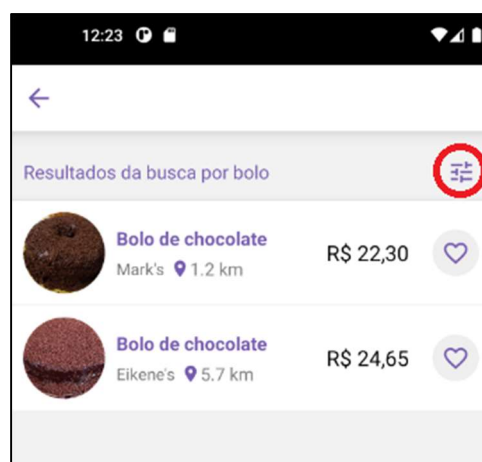 12:23
Resultados da busca por bolo
Bolo de chocolate
Mark's 1.2 km
R$ 22,30
Bolo de chocolate
Eikene's 5.7 km
R$ 24,65